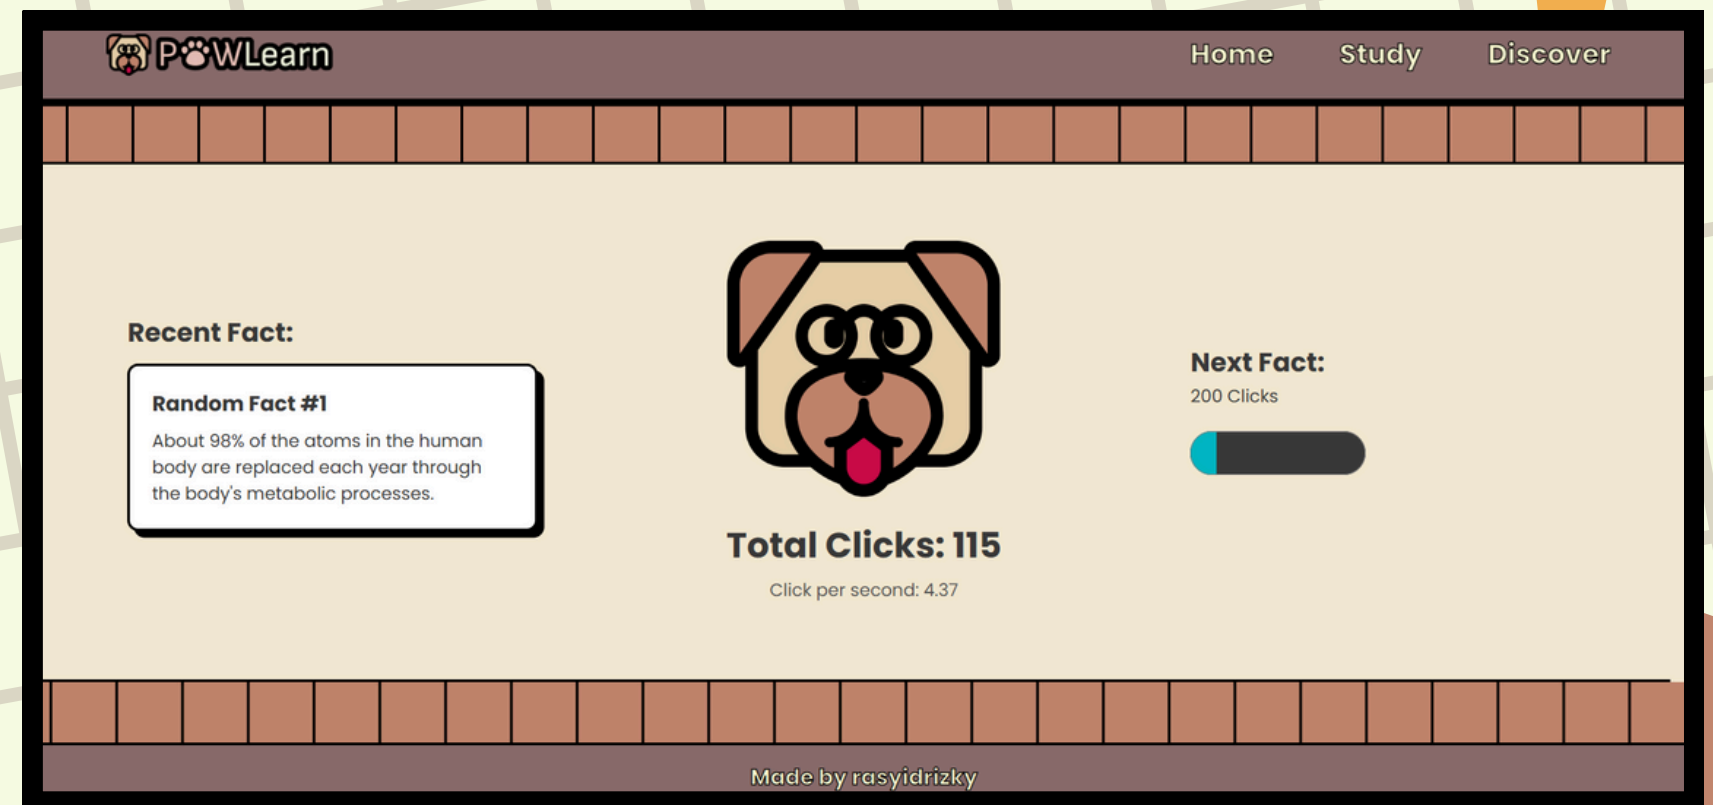 PAWLearn
Home Study Discover
Recent Fact:
Random Fact #1
About 98% of the atoms in the human
body are replaced each year through
the body's metabolic processes.
Total Clicks: 115
Click per second: 4.37
Next Fact:
200 Clicks
Made by rasyidrizky